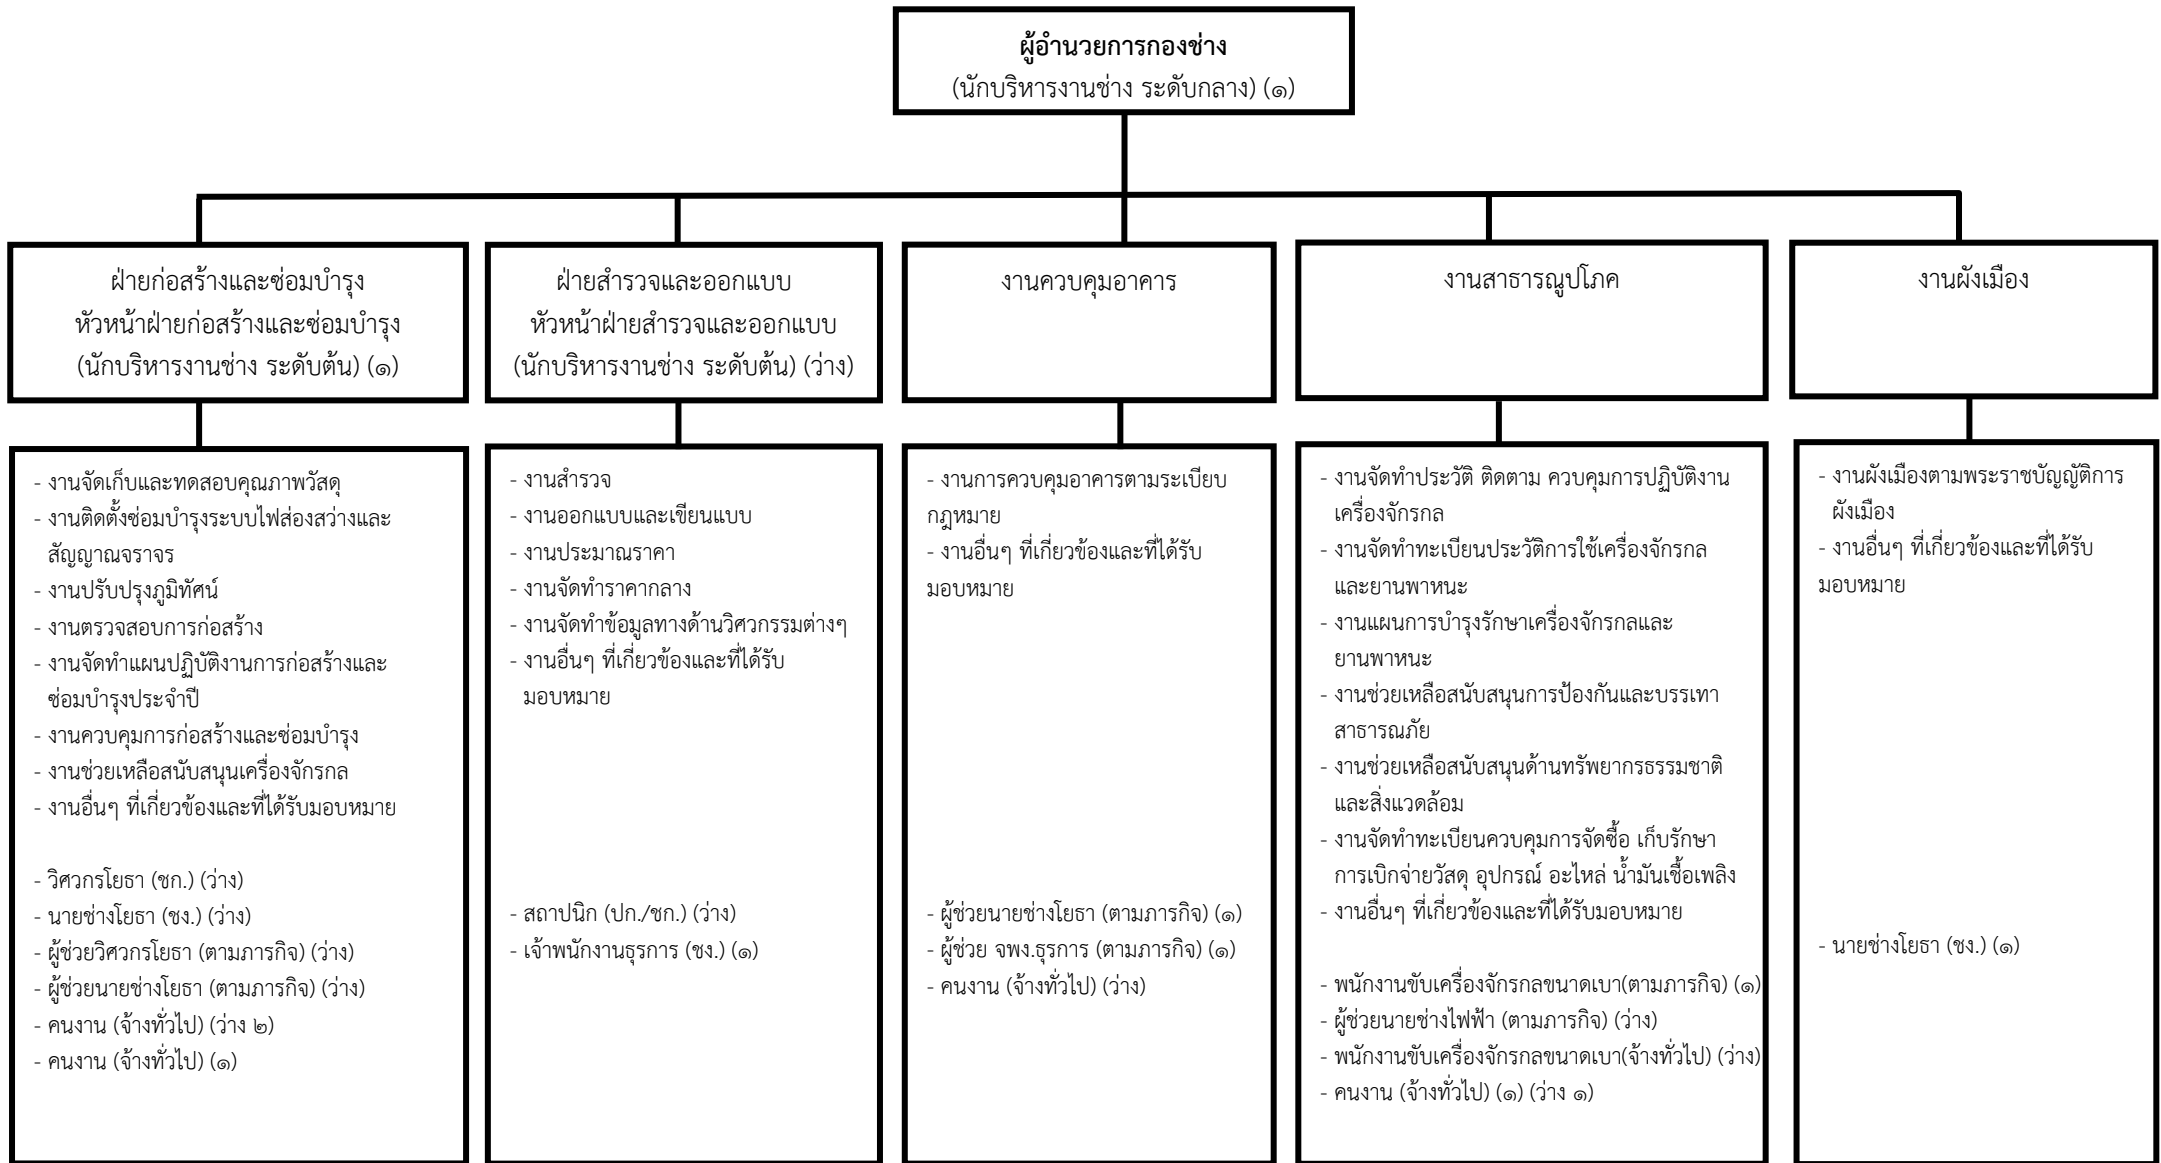 ผู้อำนวยการกองช่าง
(นักบริหารงานช่าง ระดับกลาง) (๑)
ฝ่ายก่อสร้างและซ่อมบำรุง
หัวหน้าฝ่ายก่อสร้างและซ่อมบำรุง
(นักบริหารงานช่าง ระดับต้น) (๑)
ฝ่ายสำรวจและออกแบบ
หัวหน้าฝ่ายสำรวจและออกแบบ
(นักบริหารงานช่าง ระดับต้น) (ว่าง)
งานควบคุมอาคาร
งานสาธารณูปโภค
งานผังเมือง
- งานจัดเก็บและทดสอบคุณภาพวัสดุ
- งานติดตั้งซ่อมบำรุงระบบไฟส่องสว่างและ
สัญญาณจราจร
- งานปรับปรุงภูมิทัศน์
- งานตรวจสอบการก่อสร้าง
- งานจัดทำแผนปฏิบัติงานการก่อสร้างและ
ซ่อมบำรุงประจำปี
- งานควบคุมการก่อสร้างและซ่อมบำรุง
- งานช่วยเหลือสนับสนุนเครื่องจักรกล
- งานอื่นๆ ที่เกี่ยวข้องและที่ได้รับมอบหมาย
- วิศวกรโยธา (ชก.) (ว่าง)
- นายช่างโยธา (ชง.) (ว่าง)
- ผู้ช่วยวิศวกรโยธา (ตามภารกิจ) (ว่าง)
- ผู้ช่วยนายช่างโยธา (ตามภารกิจ) (ว่าง)
- คนงาน (จ้างทั่วไป) (ว่าง ๒)
- คนงาน (จ้างทั่วไป) (๑)
- งานสำรวจ
- งานออกแบบและเขียนแบบ
- งานประมาณราคา
- งานจัดทำราคากลาง
- งานจัดทำข้อมูลทางด้านวิศวกรรมต่างๆ
- งานอื่นๆ ที่เกี่ยวข้องและที่ได้รับ
มอบหมาย
- สถาปนิก (ปก./ชก.) (ว่าง)
- เจ้าพนักงานธุรการ (ชง.) (๑)
- งานการควบคุมอาคารตามระเบียบ
กฎหมาย
- งานอื่นๆ ที่เกี่ยวข้องและที่ได้รับ
มอบหมาย
- ผู้ช่วยนายช่างโยธา (ตามภารกิจ) (๑)
- ผู้ช่วย จพง.ธุรการ (ตามภารกิจ) (๑)
- คนงาน (จ้างทั่วไป) (ว่าง)
- งานจัดทำประวัติ ติดตาม ควบคุมการปฏิบัติงาน
เครื่องจักรกล
- งานจัดทำทะเบียนประวัติการใช้เครื่องจักรกล
และยานพาหนะ
- งานแผนการบำรุงรักษาเครื่องจักรกลและ
ยานพาหนะ
- งานช่วยเหลือสนับสนุนการป้องกันและบรรเทา
สาธารณภัย
- งานช่วยเหลือสนับสนุนด้านทรัพยากรธรรมชาติ
และสิ่งแวดล้อม
- งานจัดทำทะเบียนควบคุมการจัดซื้อ เก็บรักษา
การเบิกจ่ายวัสดุ อุปกรณ์ อะไหล่ น้ำมันเชื้อเพลิง
- งานอื่นๆ ที่เกี่ยวข้องและที่ได้รับมอบหมาย
- พนักงานขับเครื่องจักรกลขนาดเบา(ตามภารกิจ) (๑)
- ผู้ช่วยนายช่างไฟฟ้า (ตามภารกิจ) (ว่าง)
- พนักงานขับเครื่องจักรกลขนาดเบา(จ้างทั่วไป) (ว่าง)
- คนงาน (จ้างทั่วไป) (๑) (ว่าง ๑)
- งานผังเมืองตามพระราชบัญญัติการ
ผังเมือง
- งานอื่นๆ ที่เกี่ยวข้องและที่ได้รับ
มอบหมาย
- นายช่างโยธา (ชง.) (๑)